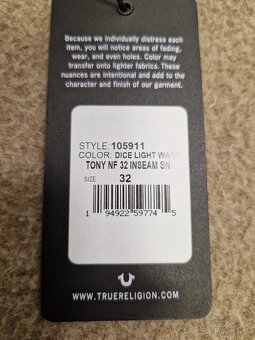 Because we individually distress each
item, you will notice areas of fading,
wear, and even holes. Color may
transfer onto lighter fabrics. These
nuances are intentional and add to the
character and finish of our garment.
STYLE:105911
COLOR: DICE LIGHT WASH
TONY NF 32 INSEAM SN
SIZE 32
1 94922 59774 5
WWW.TRUERELIGION.COM